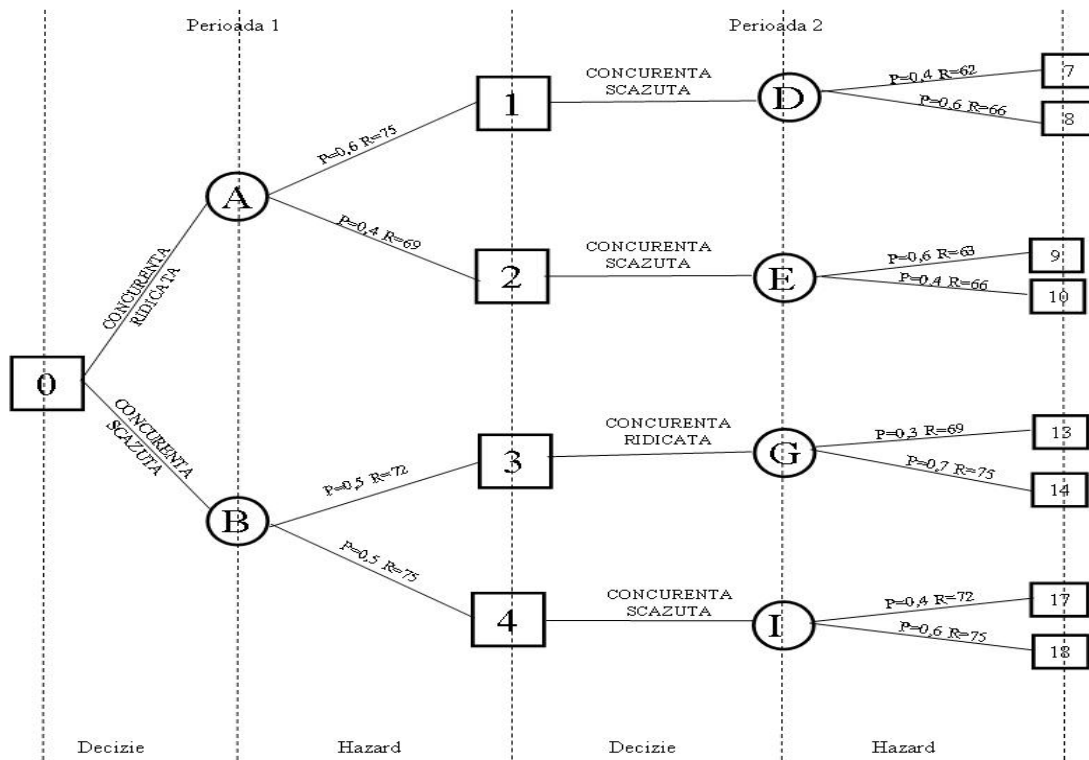 Perioada 1
Perioada 2
CONCURENTA
SCAZUTA
D
P=0,4 R=62
7
P=0,6 R=66
8
1
P=0,6 R=75
A
P=0,4 R=69
2
CONCURENTA
SCAZUTA
E
P=0,6 R=63
9
P=0,4 R=66
10
CONCURENTA
RIDICATA
0
CONCURENTA
SCAZUTA
B
P=0,5 R=72
3
CONCURENTA
RIDICATA
G
P=0,3 R=69
13
P=0,7 R=75
14
P=0,5 R=75
4
CONCURENTA
SCAZUTA
I
P=0,4 R=72
17
P=0,6 R=75
18
Decizie
Hazard
Decizie
Hazard